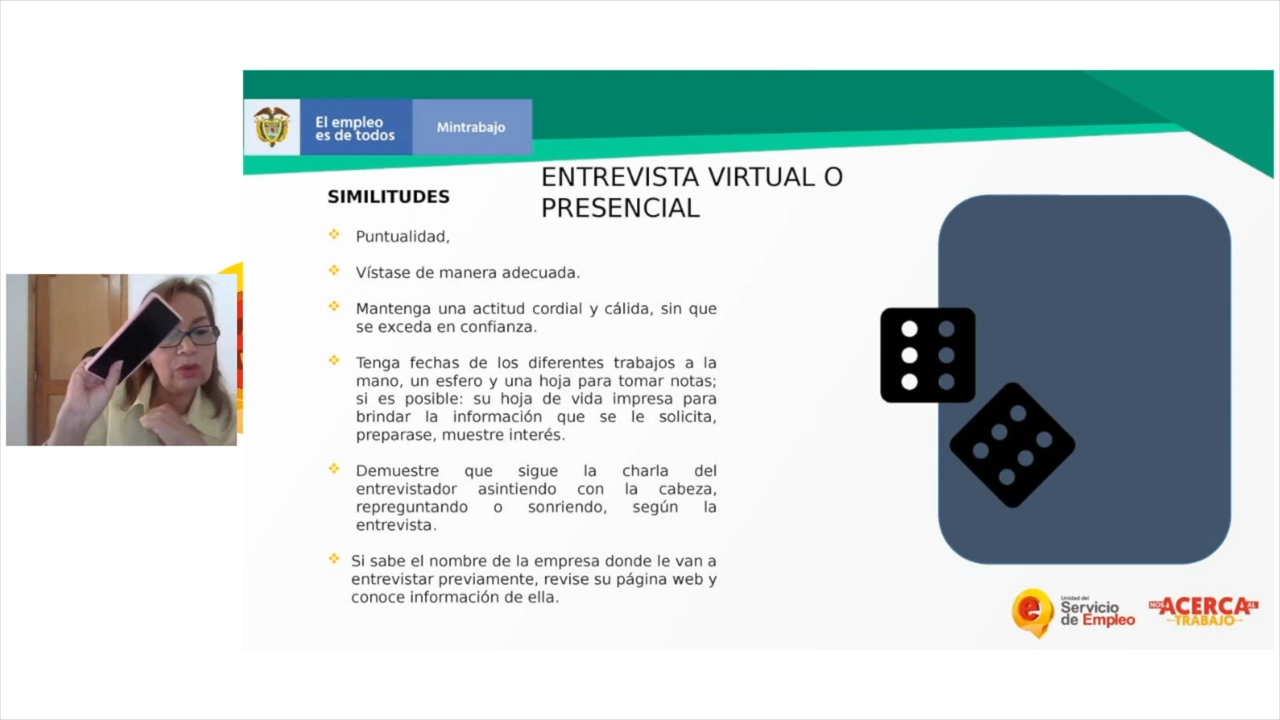 El empleo
es de todos
Mintrabajo
ENTREVISTA VIRTUAL O
PRESENCIAL
SIMILITUDES
Puntualidad,
Vístase de manera adecuada.
Mantenga una actitud cordial y cálida, sin que
se exceda en confianza.
Tenga fechas de los diferentes trabajos a la
mano, un esfero y una hoja para tomar notas;
si es posible: su hoja de vida impresa para
brindar la información que se le solicita,
preparase, muestre interés.
Demuestre que sigue la charla del
entrevistador asintiendo con la cabeza,
repreguntando o sonriendo, según la
entrevista.
Si sabe el nombre de la empresa donde le van a
entrevistar previamente, revise su página web y
conoce información de ella.
Unidad del
Servicio
de Empleo
NOS ACERCA AL
TRABAJO